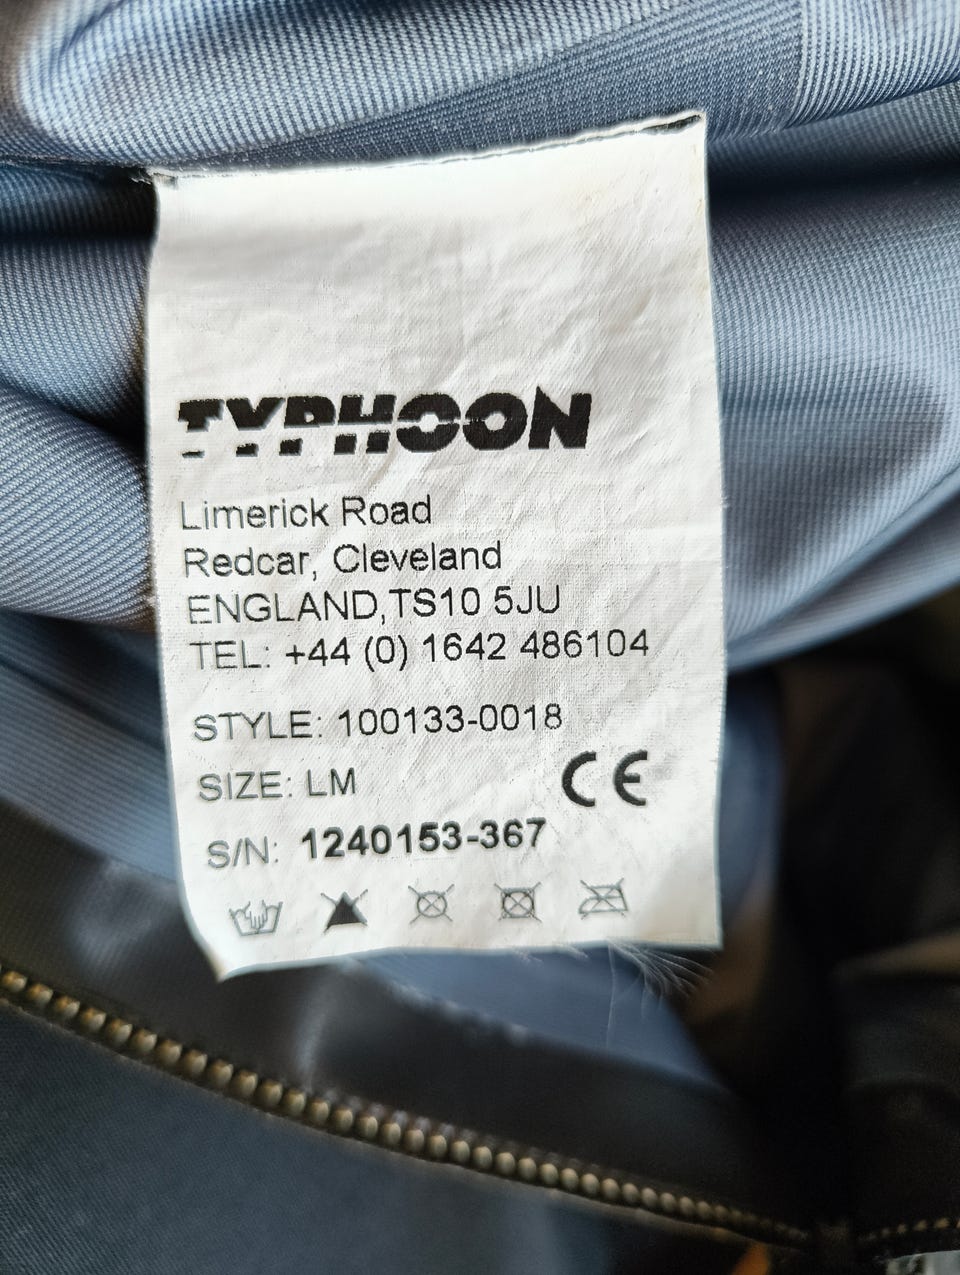 TYPHOON
Limerick Road
Redcar, Cleveland
ENGLAND,TS10 5JU
TEL: +44 (0) 1642 486104
STYLE: 100133-0018
SIZE: LM
CE
S/N: 1240153-367